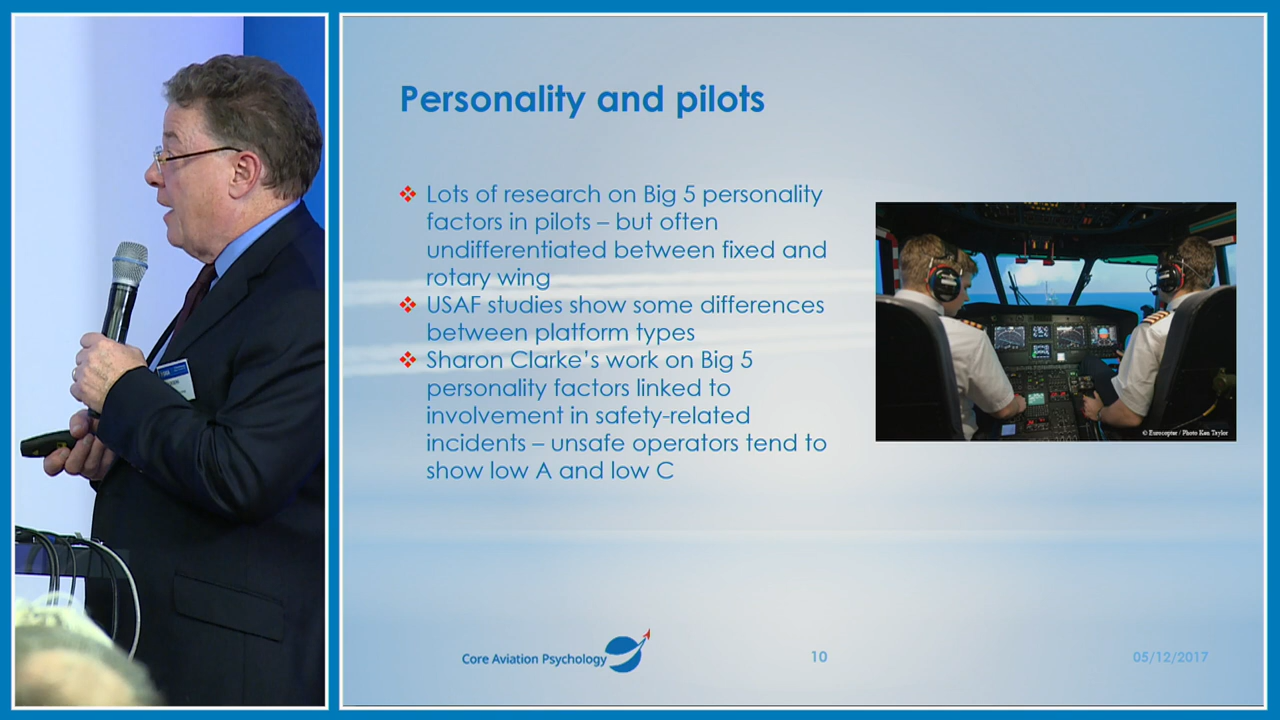 Personality and pilots
❖ Lots of research on Big 5 personality
factors in pilots – but often
undifferentiated between fixed and
rotary wing
❖ USAF studies show some differences
between platform types
❖ Sharon Clarke’s work on Big 5
personality factors linked to
involvement in safety-related
incidents – unsafe operators tend to
show low A and low C
© Eurocopter / Photo Ken Taylor
Core Aviation Psychology
10
05/12/2017